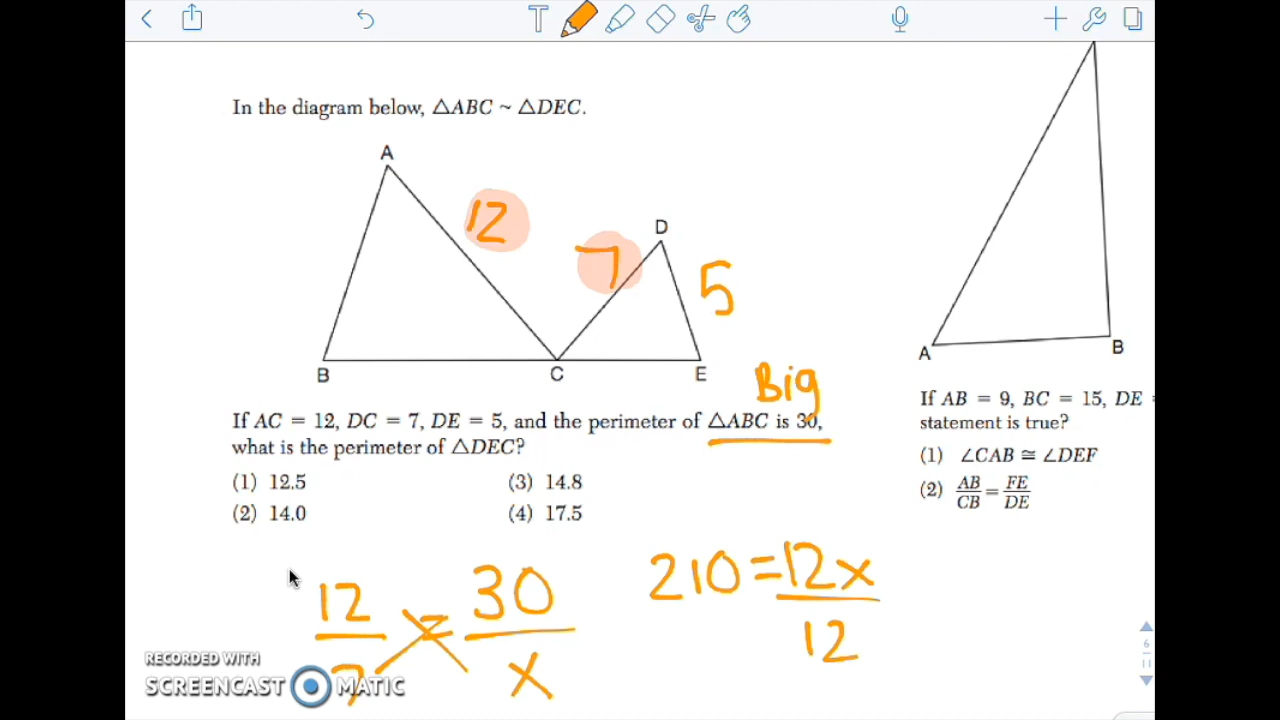 In the diagram below, △ABC ~ △DEC.
A
12
D
7
5
B
C
E
Big
If AC = 12, DC = 7, DE = 5, and the perimeter of △ABC is 30,
what is the perimeter of △DEC?
(1) 12.5
(3) 14.8
(2) 14.0
(4) 17.5
12/7 = 30/x
210 = 12x/12
A
B
If AB = 9, BC = 15, DE =
statement is true?
(1) ∠CAB ≅ ∠DEF
(2) AB/CB = FE/DE
T
6
11
RECORDED WITH
SCREENCAST MATIC